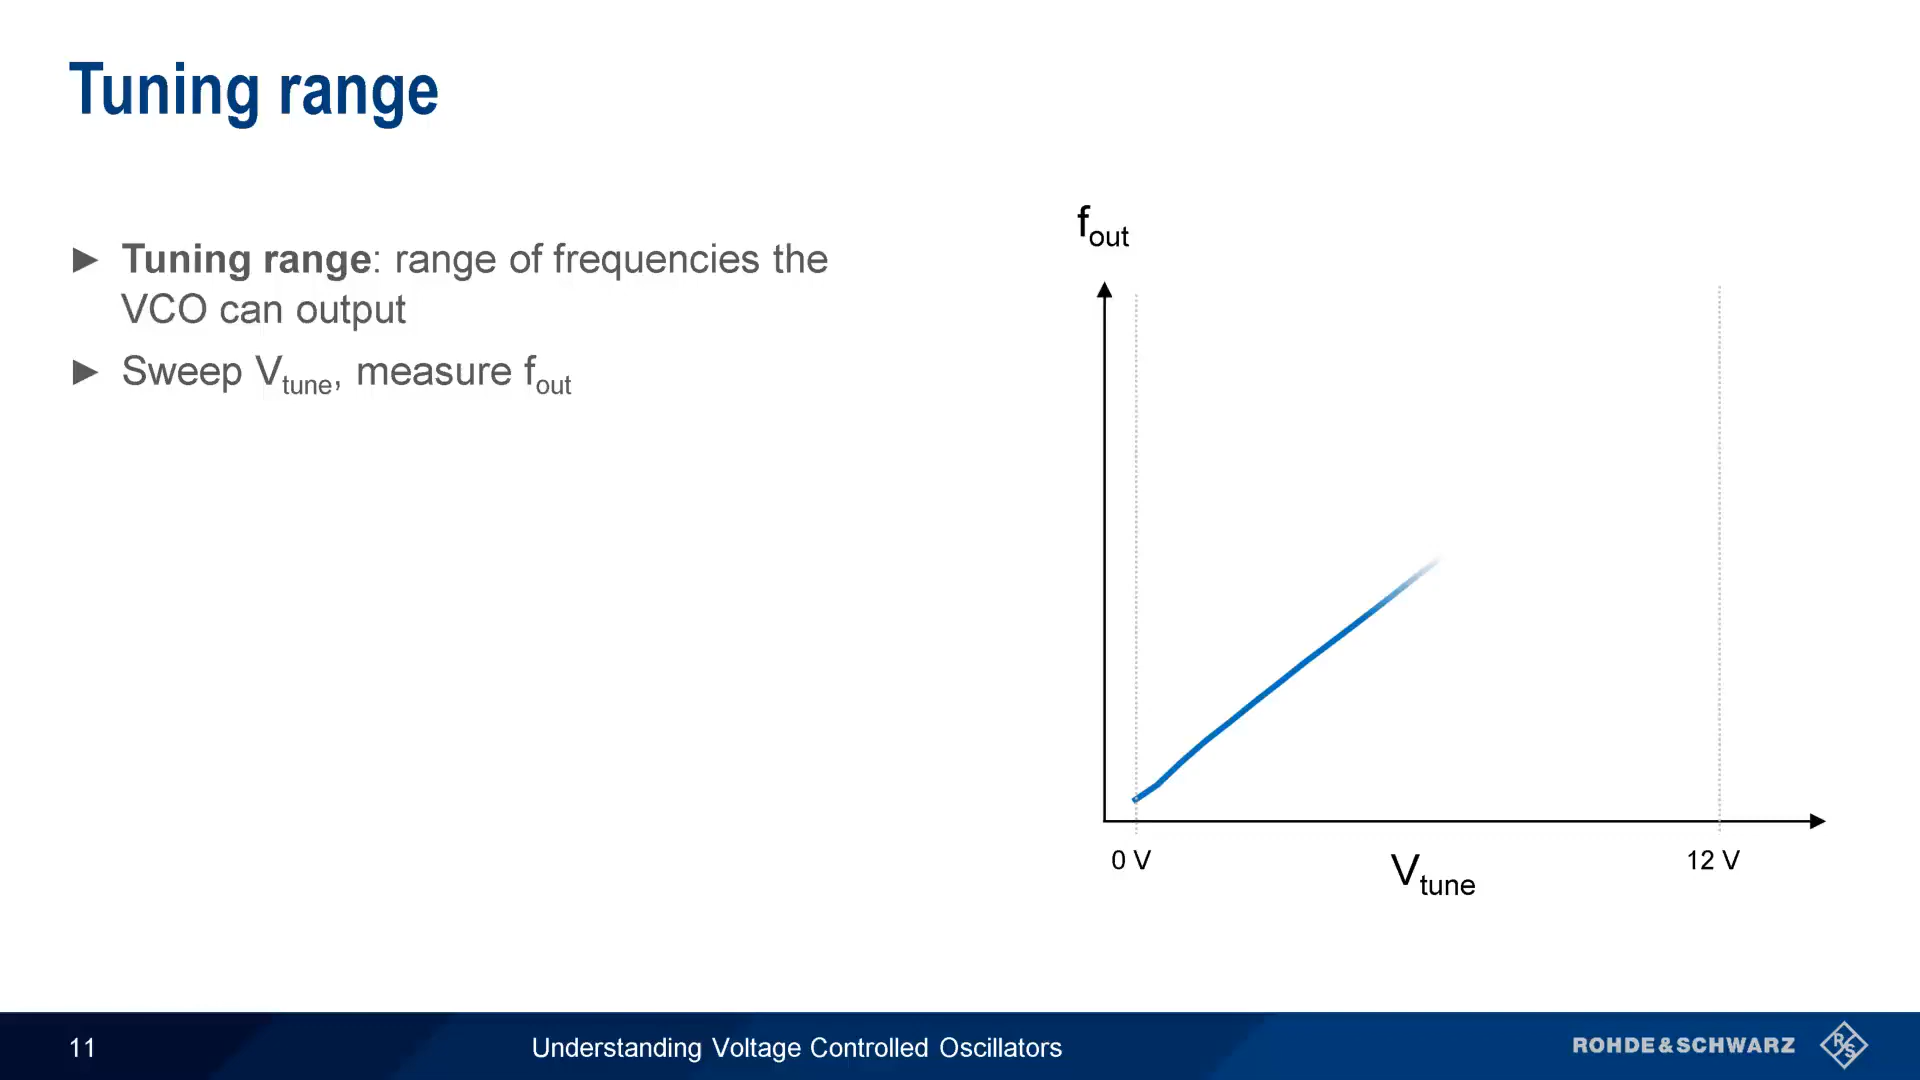 Tuning range
► Tuning range: range of frequencies the
VCO can output
► Sweep Vtune, measure fout
fout
0 V
Vtune
12 V
11
Understanding Voltage Controlled Oscillators
ROHDE&SCHWARZ
R&S